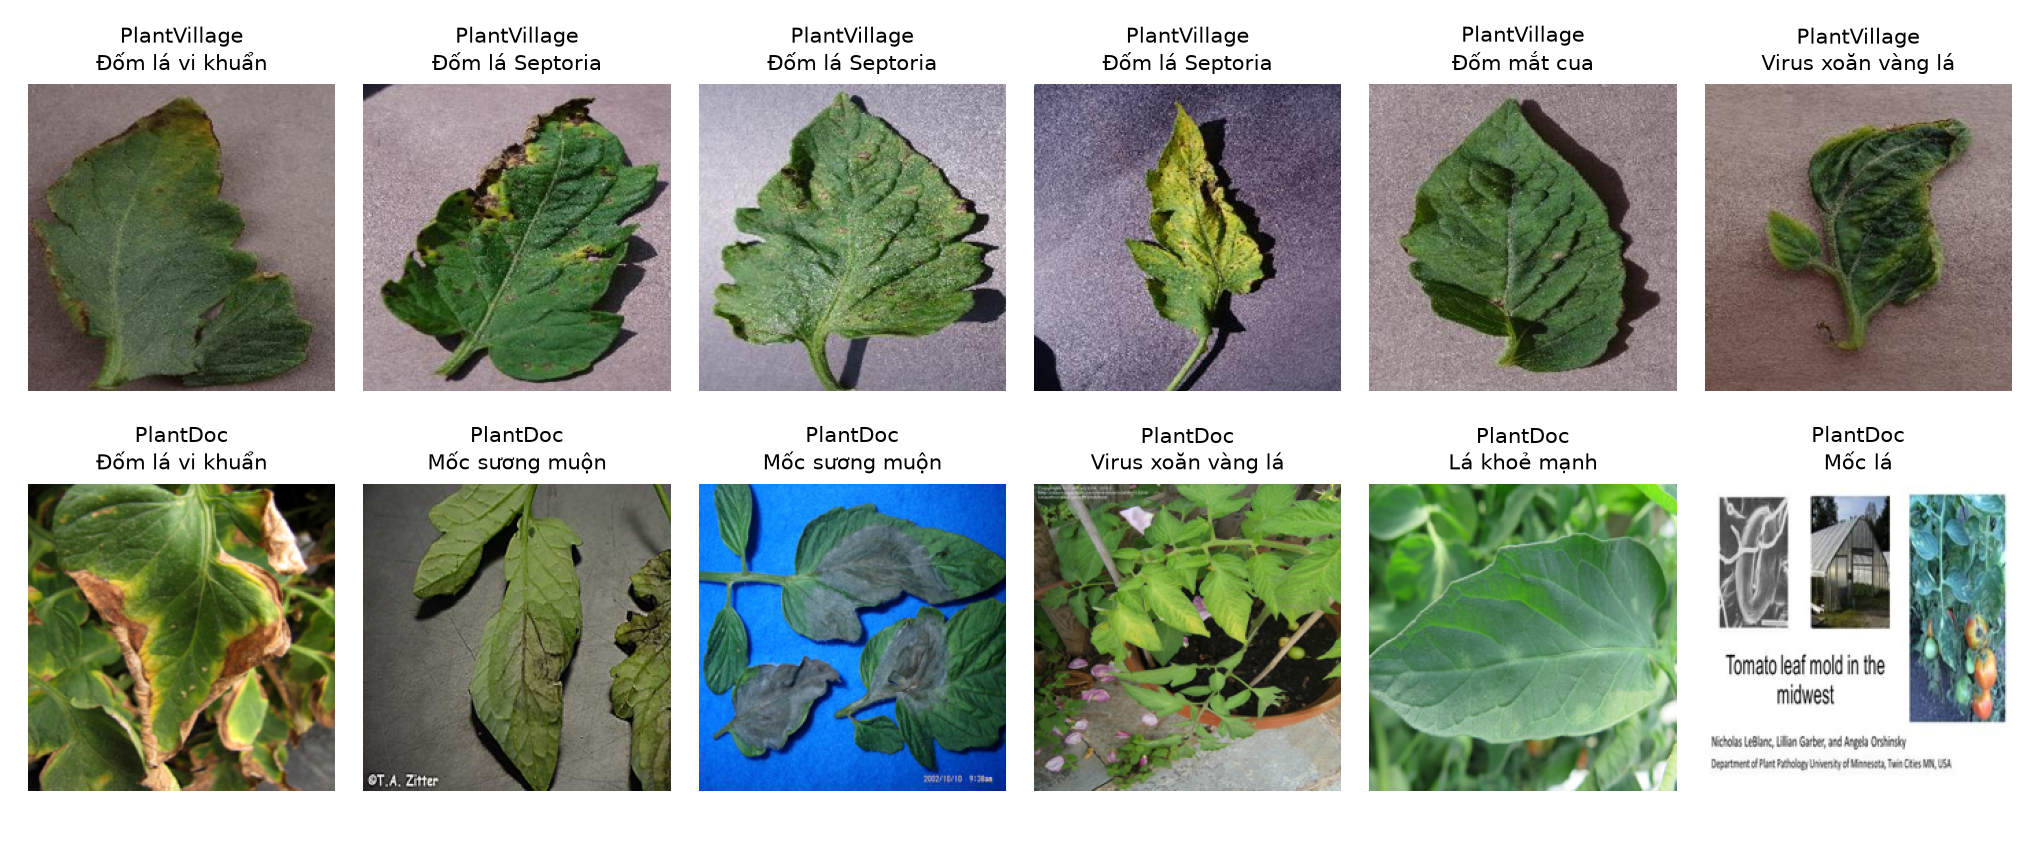 PlantVillage
Đốm lá vi khuẩn
PlantVillage
Đốm lá Septoria
PlantVillage
Đốm lá Septoria
PlantVillage
Đốm lá Septoria
PlantVillage
Đốm mắt cua
PlantVillage
Virus xoăn vàng lá
PlantDoc
Đốm lá vi khuẩn
PlantDoc
Mốc sương muộn
PlantDoc
Mốc sương muộn
PlantDoc
Virus xoăn vàng lá
PlantDoc
Lá khoẻ mạnh
PlantDoc
Mốc lá
©T.A. Zitter
2002/10/10 9:38am
Tomato leaf mold in the
midwest
Nicholas LeBlanc, Lillian Garber, and Angela Orshinsky
Department of Plant Pathology University of Minnesota, Twin Cities MN, USA